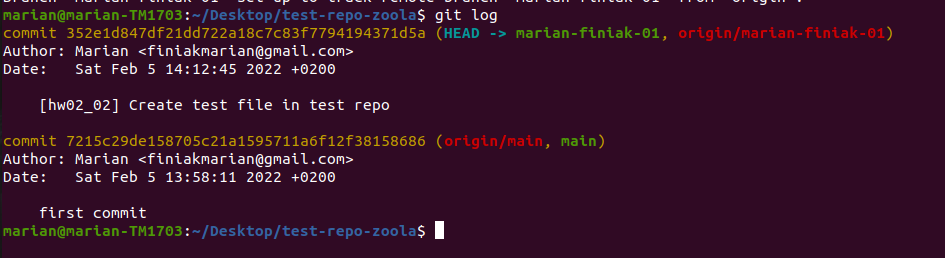 marian@marian-TM1703:~/Desktop/test-repo-zoola$ git log
commit 352e1d847df21dd722a18c7c83f7794194371d5a (HEAD -> marian-finiak-01, origin/marian-finiak-01)
Author: Marian <finiakmarian@gmail.com>
Date:   Sat Feb 5 14:12:45 2022 +0200
[hw02_02] Create test file in test repo
commit 7215c29de158705c21a1595711a6f12f38158686 (origin/main, main)
Author: Marian <finiakmarian@gmail.com>
Date:   Sat Feb 5 13:58:11 2022 +0200
first commit
marian@marian-TM1703:~/Desktop/test-repo-zoola$